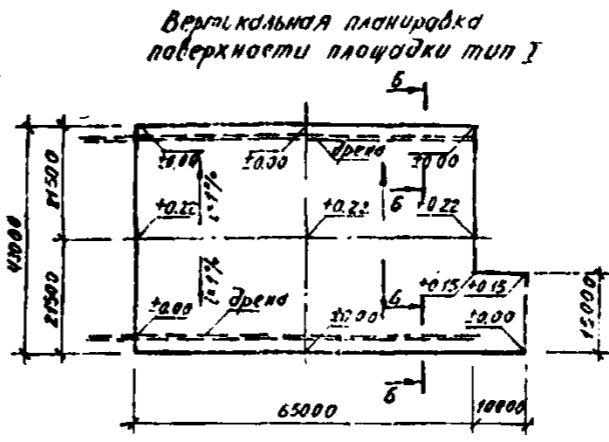 Вертикальная планировка
поверхности площадки тип I
Б
±0.00 ±0.00 дрена ±0.00
i=1%
Б
+0.22 +0.22 +0.22
21500
43000
21500
i=1%
Б
+0.15 +0.15
±0.00 дрена ±0.00 ±0.00
15000
Б
65000 10000